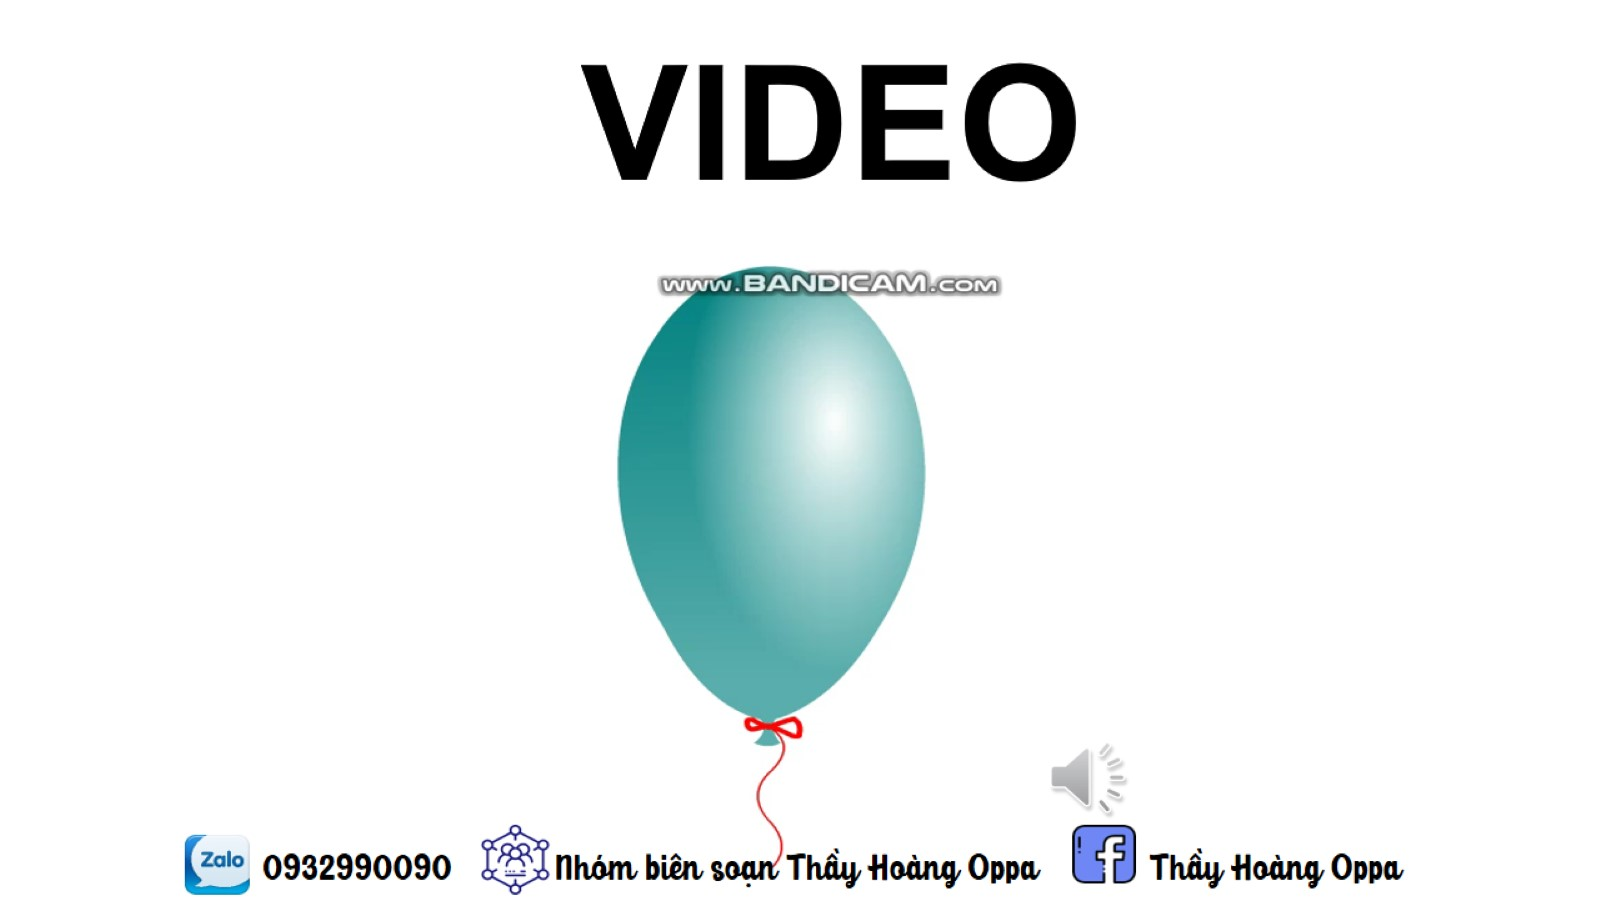 VIDEO
www.BANDICAM.com
Zalo 0932990090 Nhóm biên soạn Thầy Hoàng Oppa f Thầy Hoàng Oppa